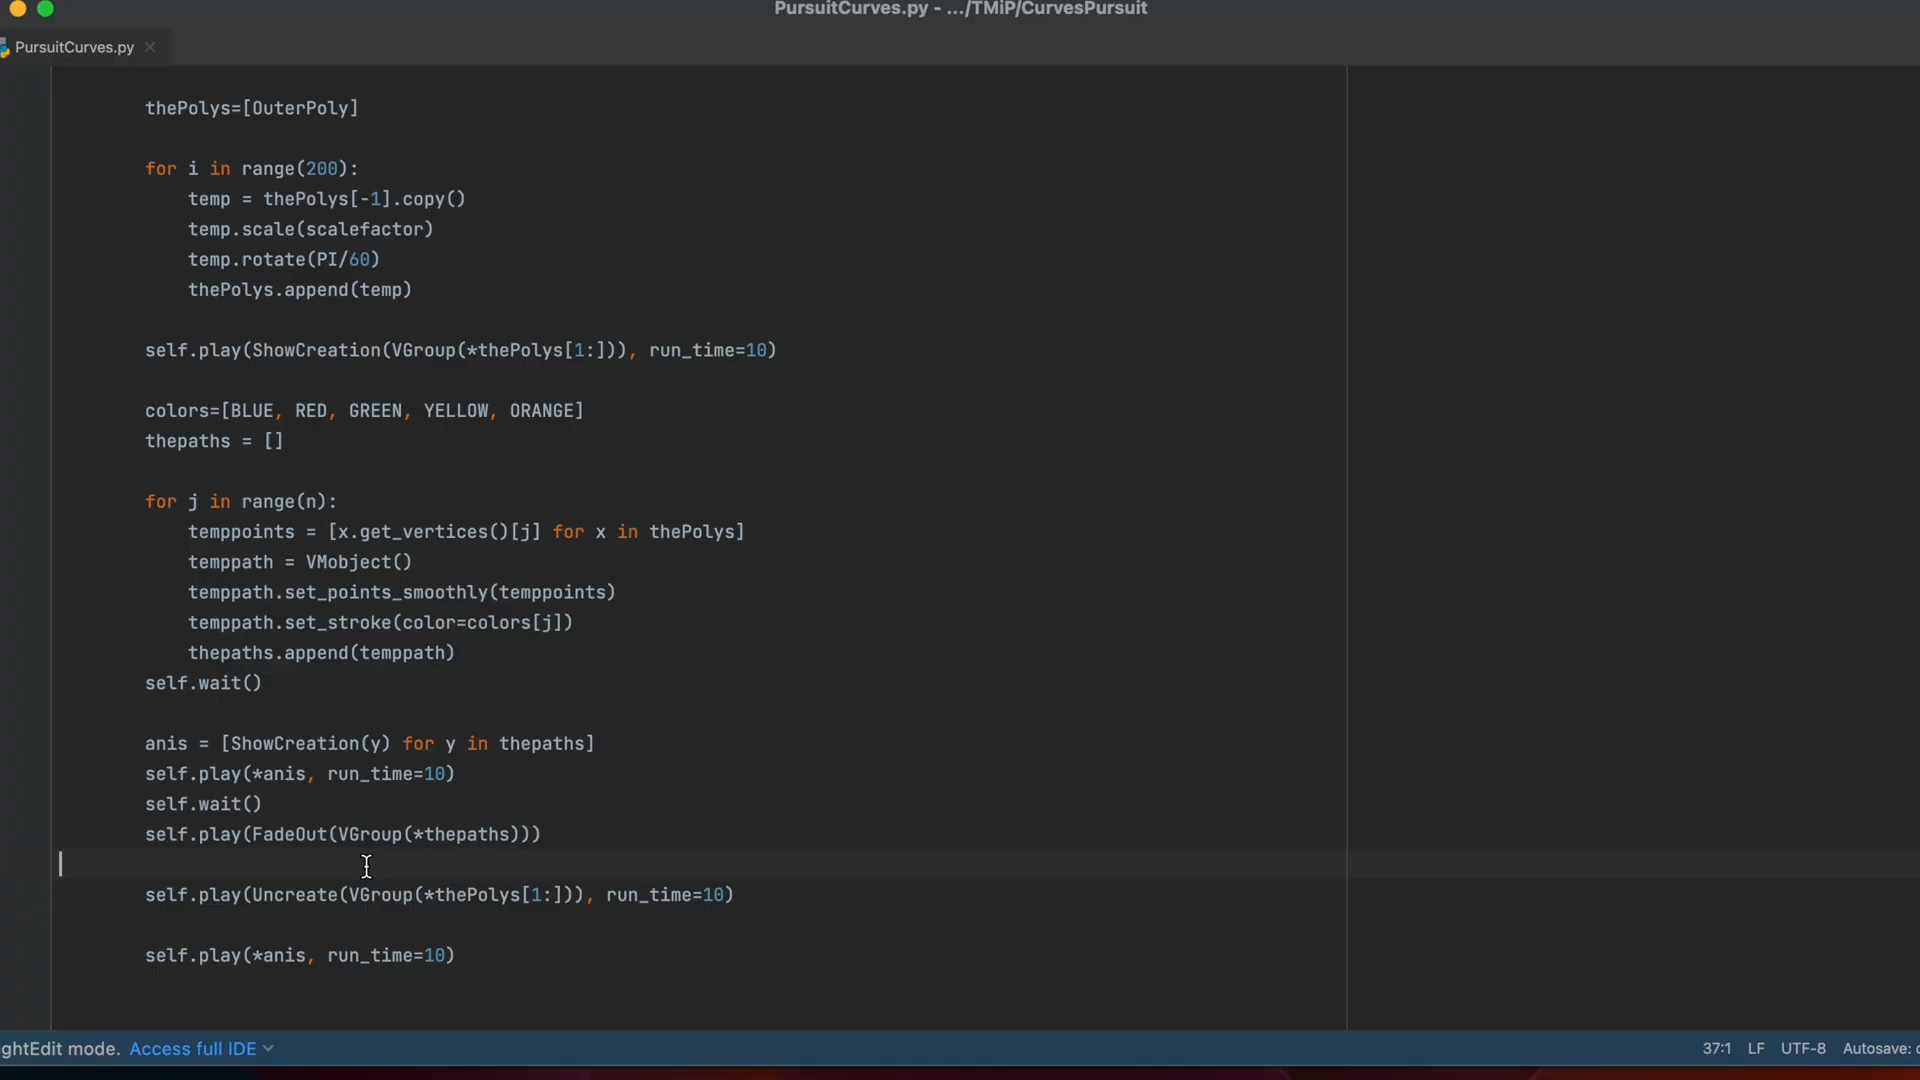 PursuitCurves.py - .../TMiP/CurvesPursuit
PursuitCurves.py
thePolys=[OuterPoly]
for i in range(200):
    temp = thePolys[-1].copy()
    temp.scale(scalefactor)
    temp.rotate(PI/60)
    thePolys.append(temp)
self.play(ShowCreation(VGroup(*thePolys[1:])), run_time=10)
colors=[BLUE, RED, GREEN, YELLOW, ORANGE]
thepaths = []
for j in range(n):
    temppoints = [x.get_vertices()[j] for x in thePolys]
    temppath = VMobject()
    temppath.set_points_smoothly(temppoints)
    temppath.set_stroke(color=colors[j])
    thepaths.append(temppath)
self.wait()
anis = [ShowCreation(y) for y in thepaths]
self.play(*anis, run_time=10)
self.wait()
self.play(FadeOut(VGroup(*thepaths)))
self.play(Uncreate(VGroup(*thePolys[1:])), run_time=10)
self.play(*anis, run_time=10)
ghtEdit mode. Access full IDE 37:1 LF UTF-8 Autosave: